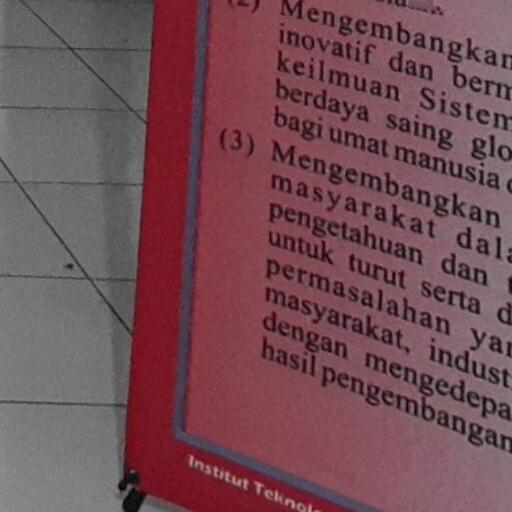 (2) Mengembangkan
inovatif dan berm
keilmuan Sistem
berdaya saing glo
bagi umat manusia
(3) Mengembangkan
masyarakat dala
pengetahuan dan
untuk turut serta d
permasalahan yan
masyarakat, indust
dengan mengedepa
hasil pengembangan
Institut Teknolo